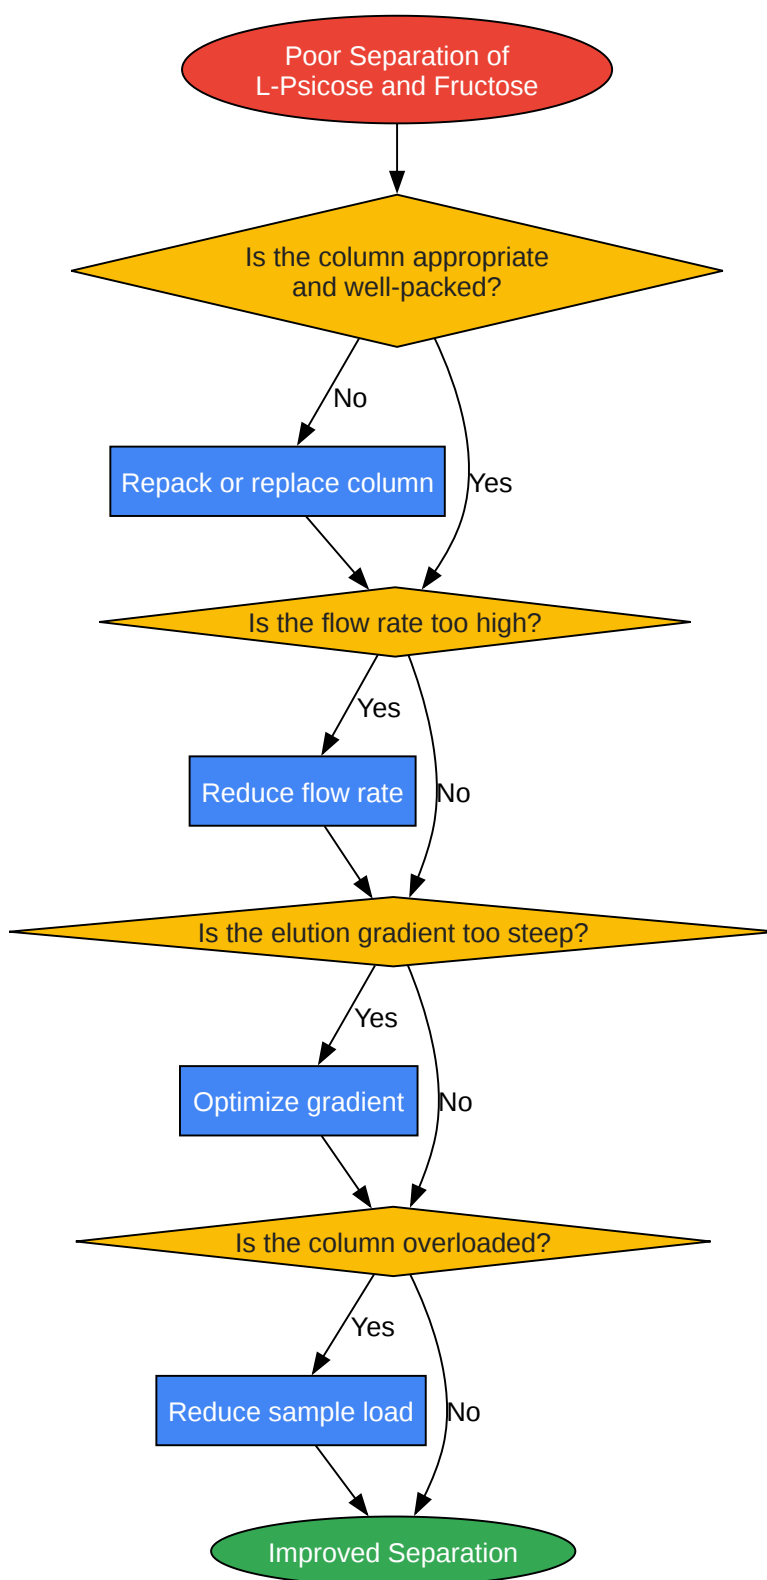 Poor Separation of
L-Psicose and Fructose
Is the column appropriate
and well-packed?
No
Repack or replace column
Yes
Is the flow rate too high?
Yes
Reduce flow rate
No
Is the elution gradient too steep?
Yes
Optimize gradient
No
Is the column overloaded?
Yes
Reduce sample load
No
Improved Separation